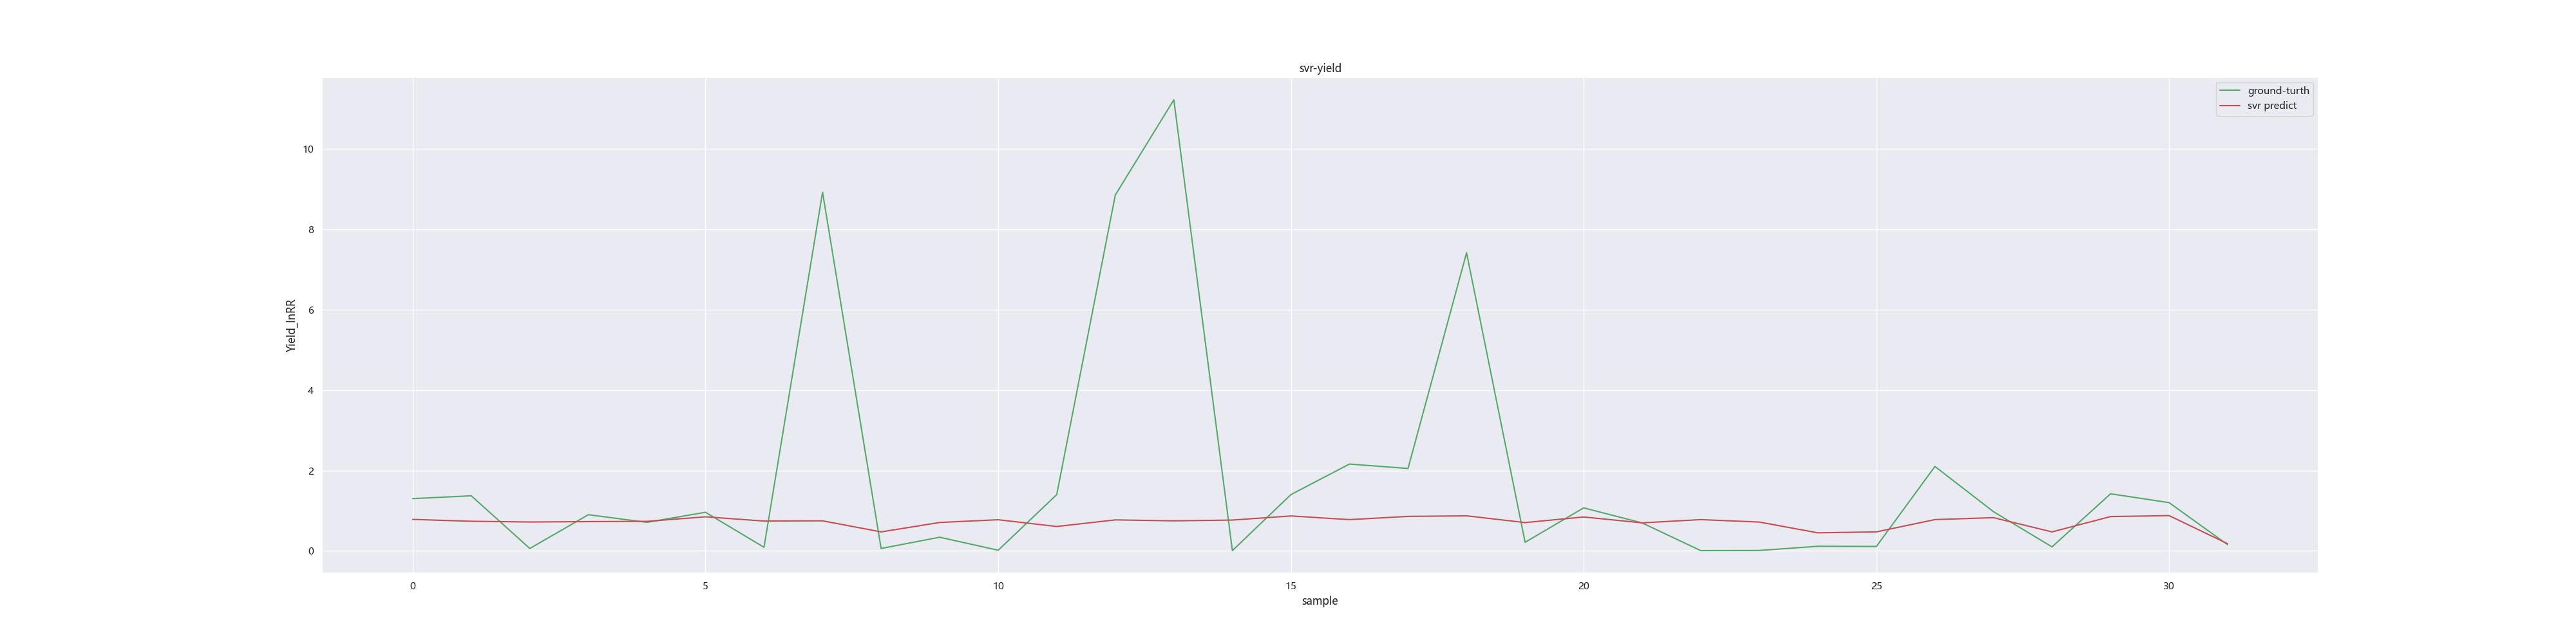 svr-yield
ground-turth
svr predict
10
8
6
4
2
0
Yield_lnRR
0 5 10 15 20 25 30
sample